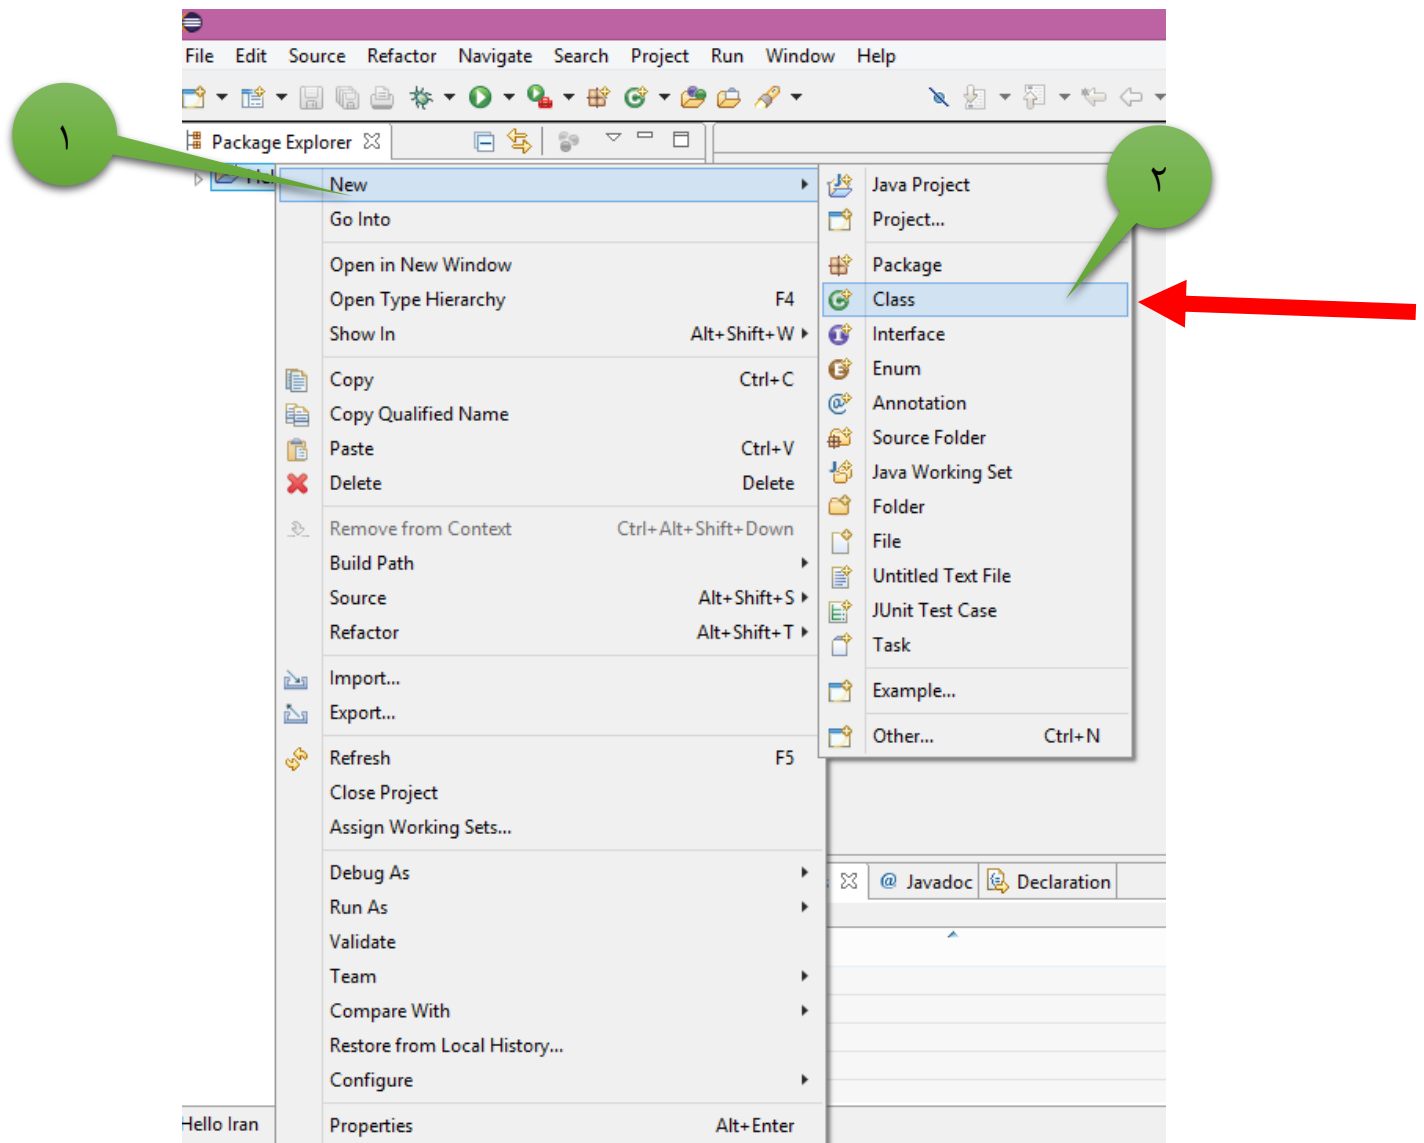 File Edit Source Refactor Navigate Search Project Run Window Help
۱
Package Explorer
۲
New
Go Into
Open in New Window
Open Type Hierarchy F4
Show In Alt+Shift+W
Copy Ctrl+C
Copy Qualified Name
Paste Ctrl+V
Delete Delete
Remove from Context Ctrl+Alt+Shift+Down
Build Path
Source Alt+Shift+S
Refactor Alt+Shift+T
Import...
Export...
Refresh F5
Close Project
Assign Working Sets...
Debug As
Run As
Validate
Team
Compare With
Restore from Local History...
Configure
Properties Alt+Enter
Java Project
Project...
Package
Class
Interface
Enum
Annotation
Source Folder
Java Working Set
Folder
File
Untitled Text File
JUnit Test Case
Task
Example...
Other... Ctrl+N
@ Javadoc Declaration
Hello Iran